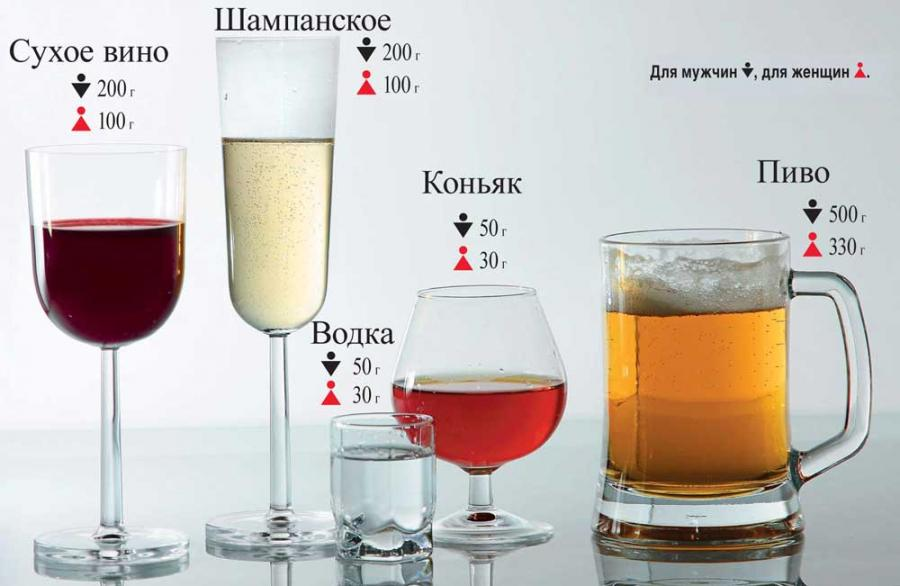 Шампанское
200 г
100 г
Сухое вино
200 г
100 г
Для мужчин , для женщин .
Коньяк
50 г
30 г
Пиво
500 г
330 г
Водка
50 г
30 г